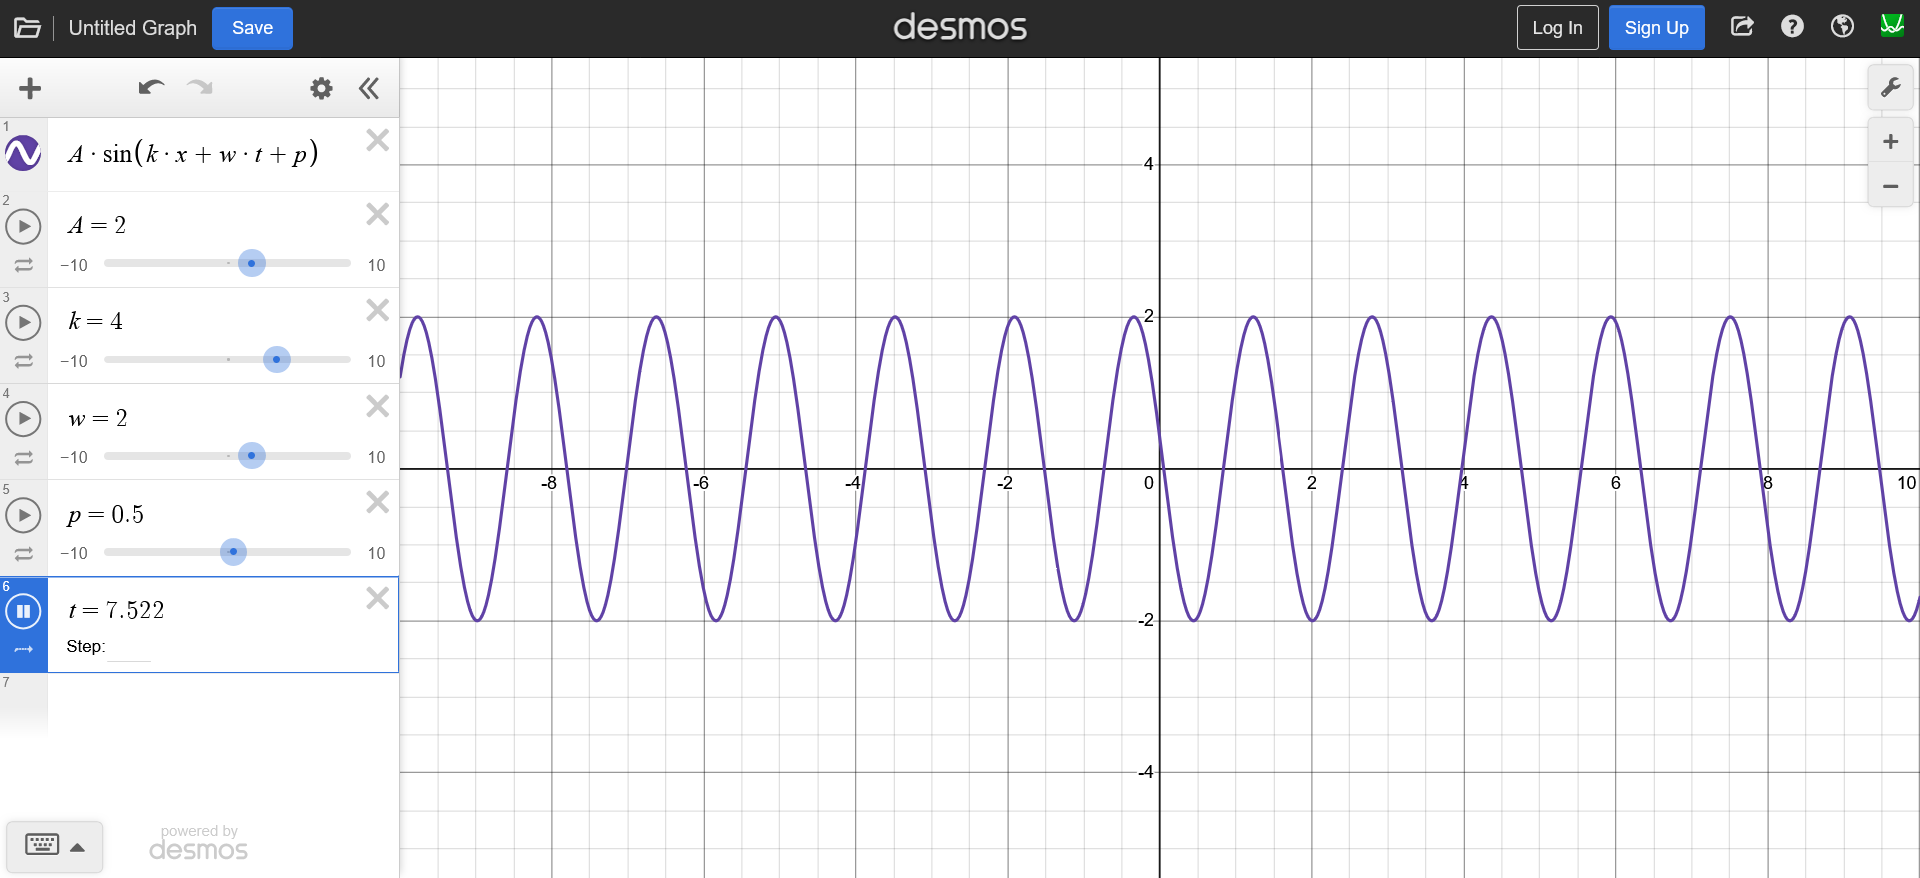 Untitled Graph
Save
desmos
Log In
Sign Up
1
A · sin(k · x + w · t + p)
2
A = 2
−10
10
3
k = 4
−10
10
4
w = 2
−10
10
5
p = 0.5
−10
10
6
t = 7.522
Step:
7
powered by
desmos
4
2
-8
-6
-4
-2
0
2
4
6
8
10
-2
-4